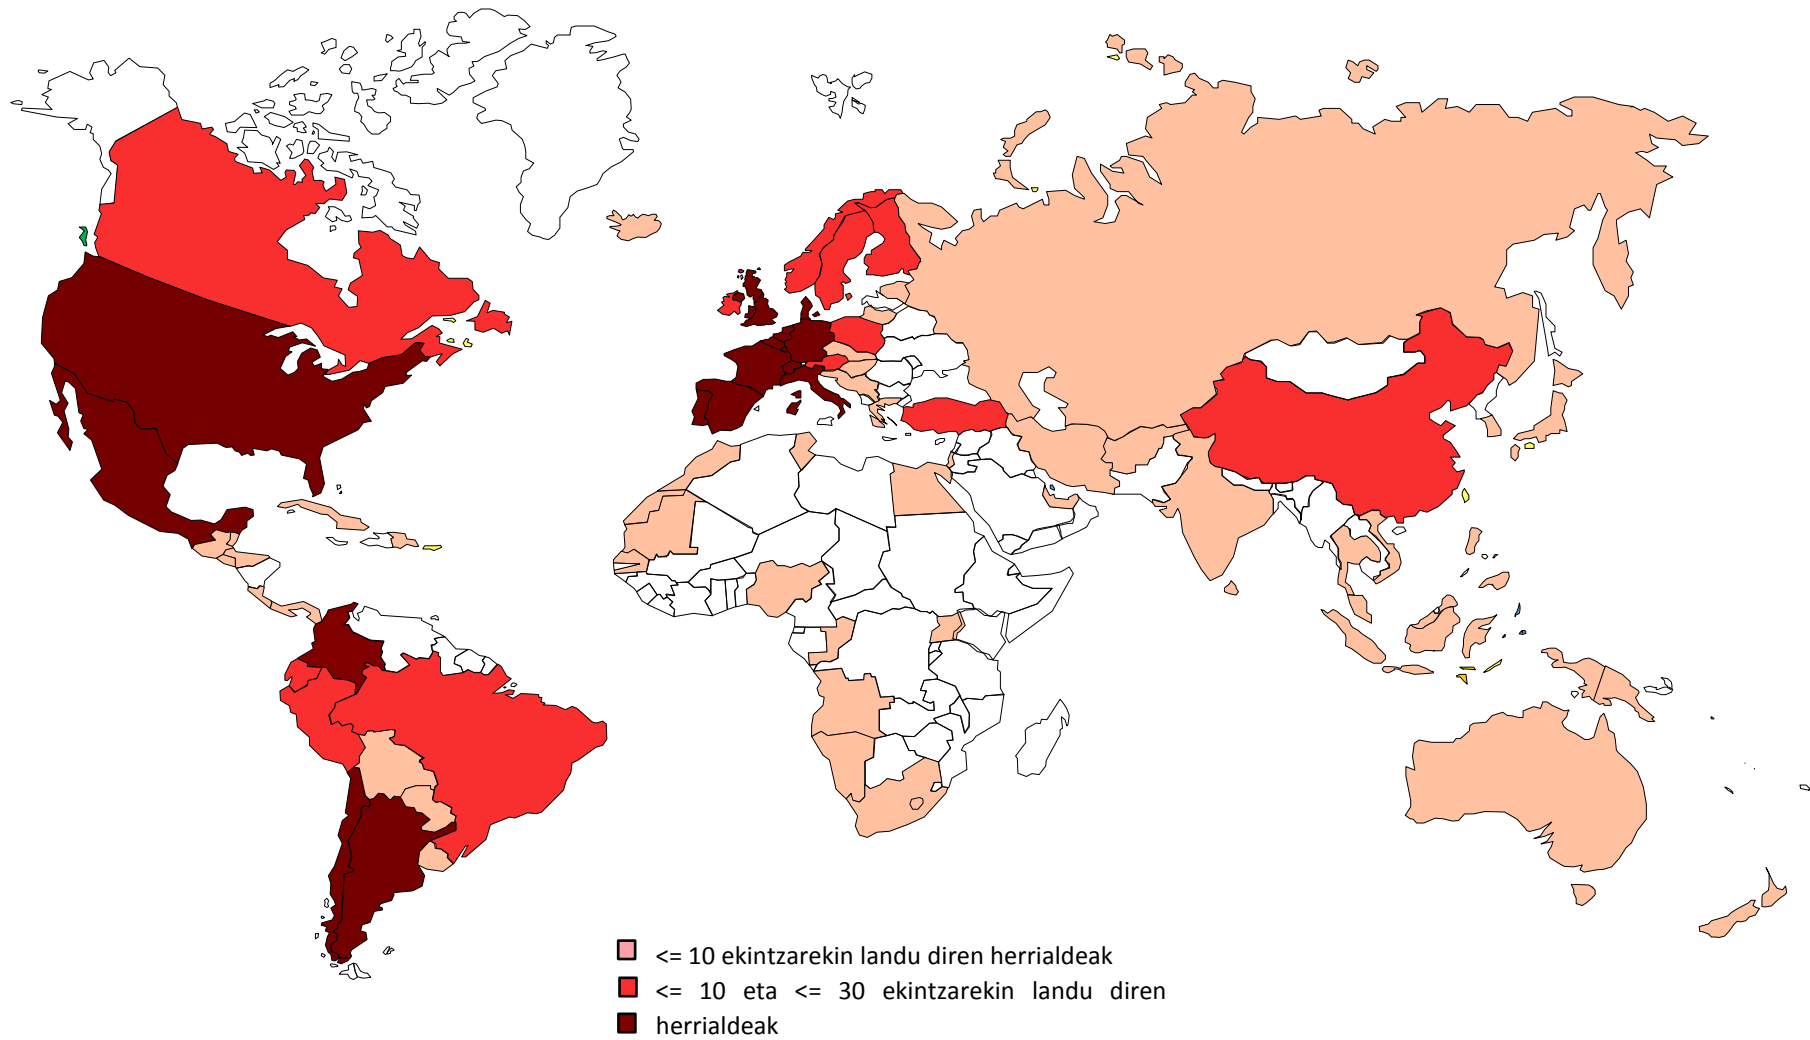 <= 10 ekintzarekin landu diren herrialdeak
<= 10 eta <= 30 ekintzarekin landu diren
herrialdeak